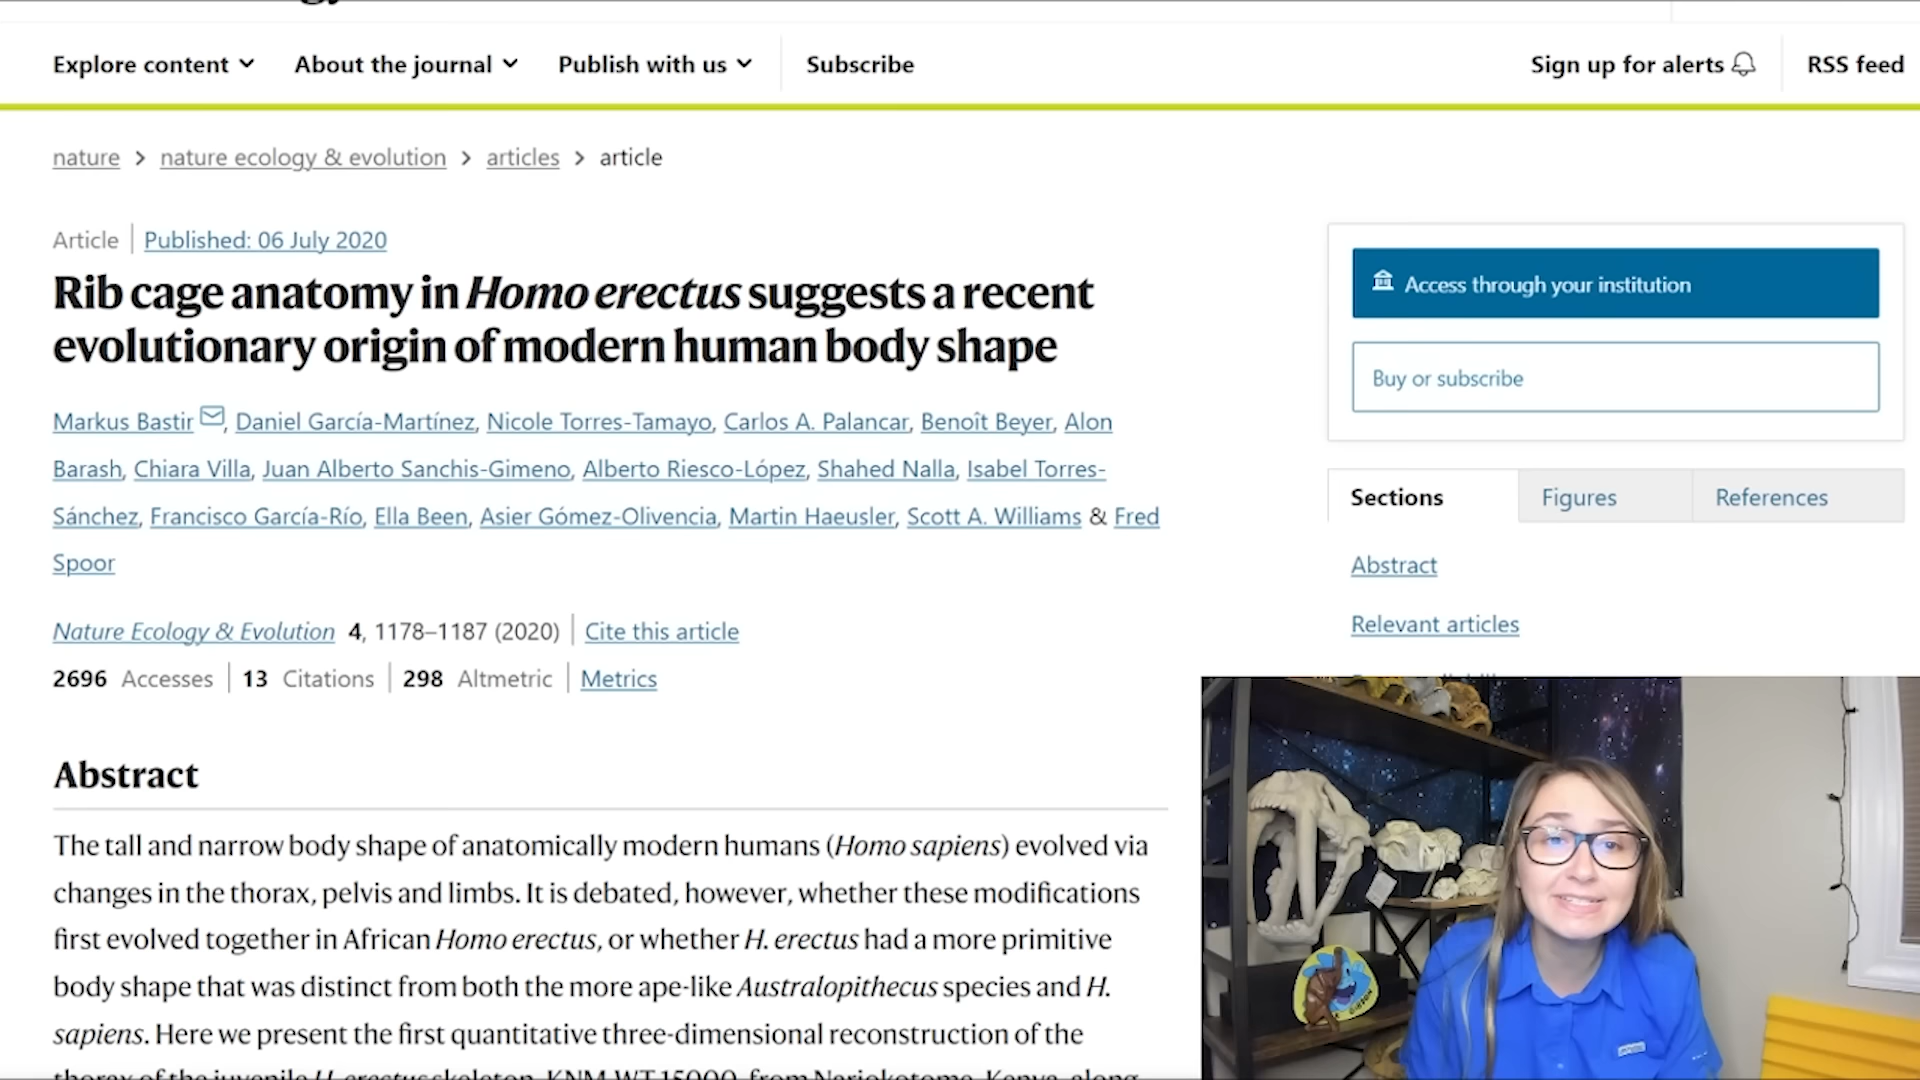 Explore content About the journal Publish with us Subscribe Sign up for alerts RSS feed
nature > nature ecology & evolution > articles > article
Article | Published: 06 July 2020
Rib cage anatomy in Homo erectus suggests a recent
evolutionary origin of modern human body shape
Markus Bastir, Daniel García-Martínez, Nicole Torres-Tamayo, Carlos A. Palancar, Benoît Beyer, Alon
Barash, Chiara Villa, Juan Alberto Sanchis-Gimeno, Alberto Riesco-López, Shahed Nalla, Isabel Torres-
Sánchez, Francisco García-Río, Ella Been, Asier Gómez-Olivencia, Martin Haeusler, Scott A. Williams & Fred
Spoor
Nature Ecology & Evolution 4, 1178–1187 (2020) | Cite this article
2696 Accesses | 13 Citations | 298 Altmetric | Metrics
Abstract
The tall and narrow body shape of anatomically modern humans (Homo sapiens) evolved via
changes in the thorax, pelvis and limbs. It is debated, however, whether these modifications
first evolved together in African Homo erectus, or whether H. erectus had a more primitive
body shape that was distinct from both the more ape-like Australopithecus species and H.
sapiens. Here we present the first quantitative three-dimensional reconstruction of the
thorax of the juvenile H. erectus skeleton, KNM-WT 15000, from Nariokotome, Kenya, along
Access through your institution
Buy or subscribe
Sections Figures References
Abstract
Relevant articles
GIBBON